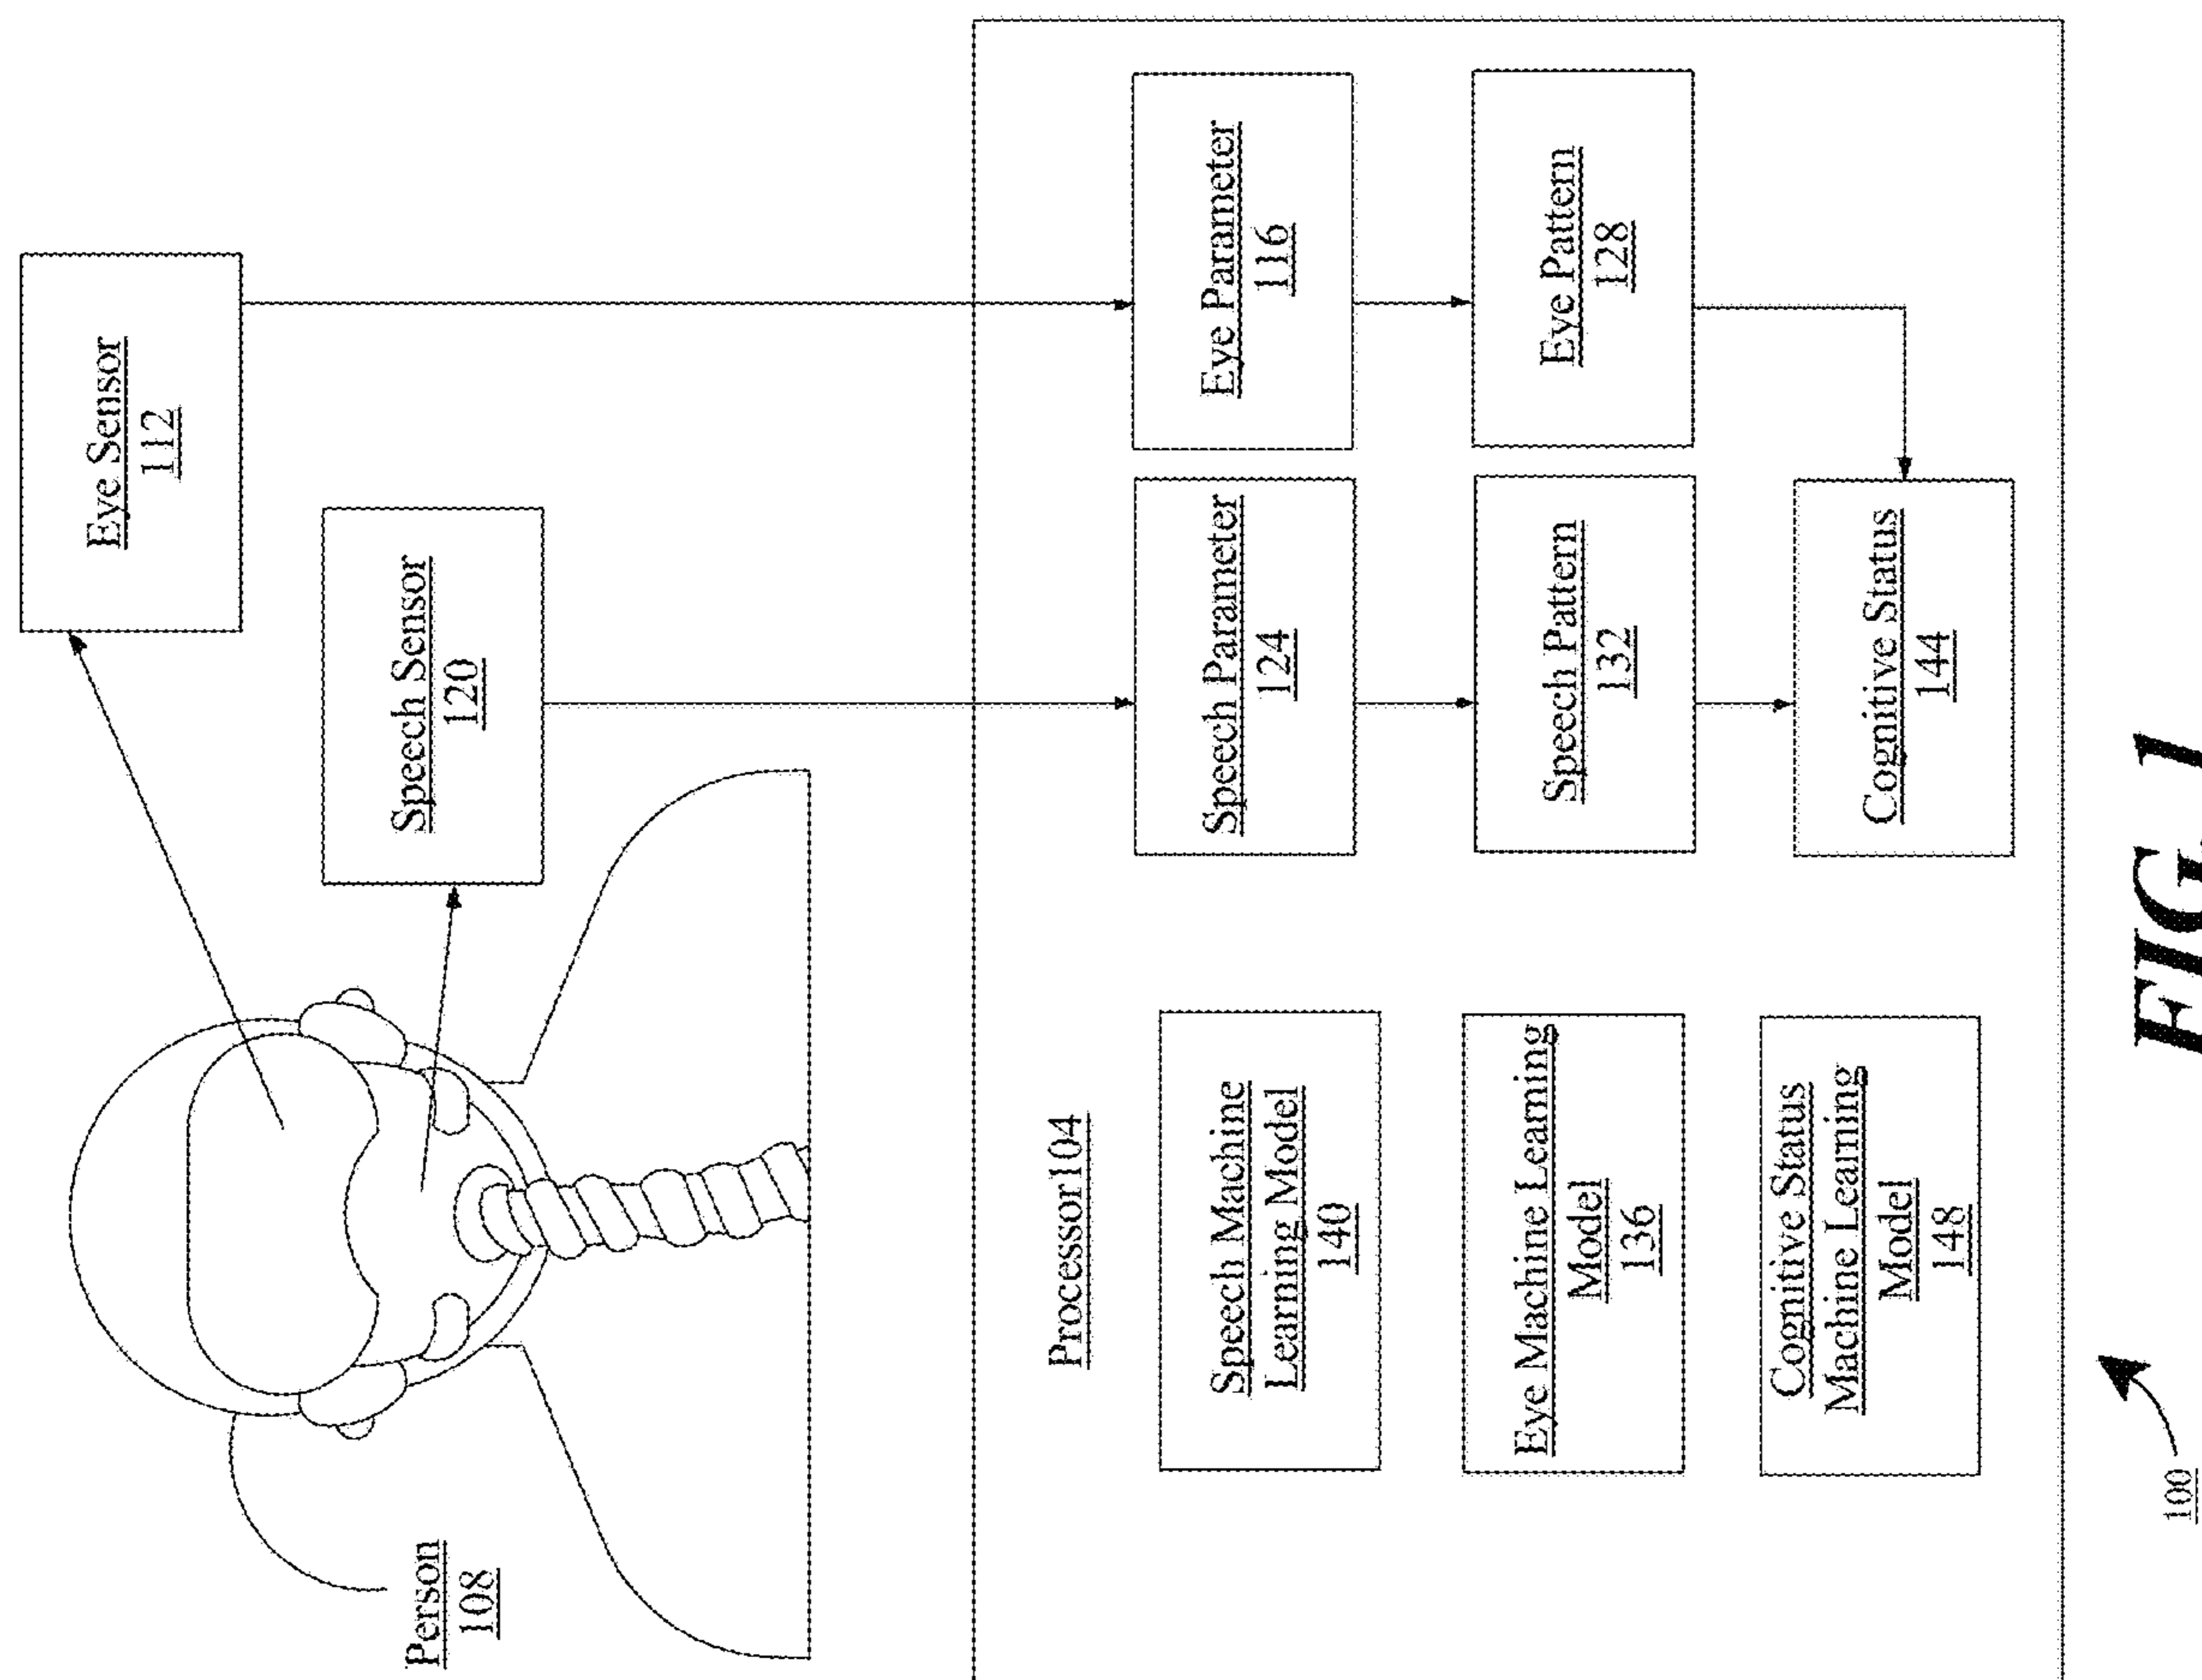 Eye Sensor
112
Speech Sensor
120
Person
108
Processor104
Speech Parameter
124
Eye Parameter
116
Speech Machine
Learning Model
140
Speech Pattern
132
Eye Pattern
128
Eye Machine Learning
Model
136
Cognitive Status
144
Cognitive Status
Machine Learning
Model
148
100
FIG. 1